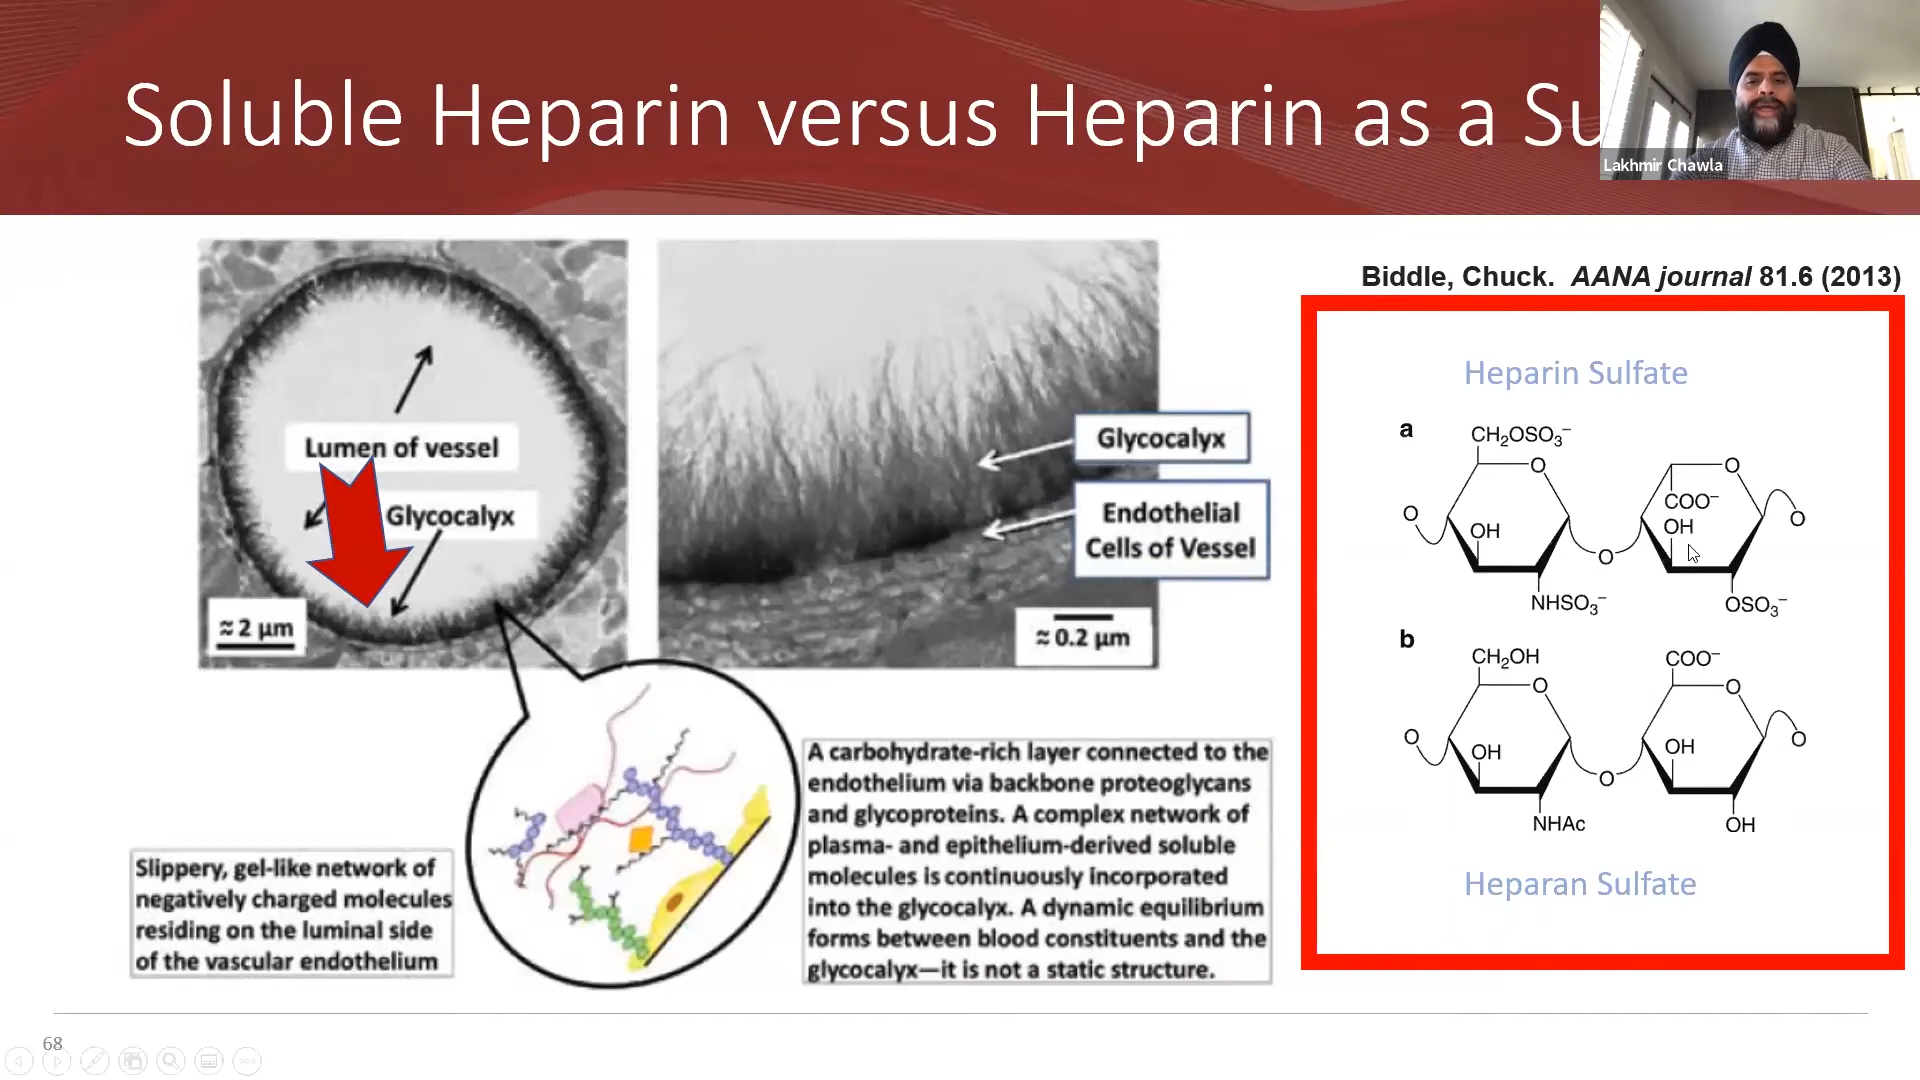 Soluble Heparin versus Heparin as a Su
Lakhmir Chawla
Biddle, Chuck. AANA journal 81.6 (2013)
Lumen of vessel
Glycocalyx
≈ 2 μm
Glycocalyx
Endothelial
Cells of Vessel
≈ 0.2 μm
Slippery, gel-like network of
negatively charged molecules
residing on the luminal side
of the vascular endothelium
A carbohydrate-rich layer connected to the
endothelium via backbone proteoglycans
and glycoproteins. A complex network of
plasma- and epithelium-derived soluble
molecules is continuously incorporated
into the glycocalyx. A dynamic equilibrium
forms between blood constituents and the
glycocalyx—it is not a static structure.
Heparin Sulfate
a
CH₂OSO₃⁻
O
O
COO⁻
O
OH
OH
O
O
NHSO₃⁻
OSO₃⁻
b
CH₂OH
COO⁻
O
O
O
OH
OH
O
O
NHAc
OH
Heparan Sulfate
68